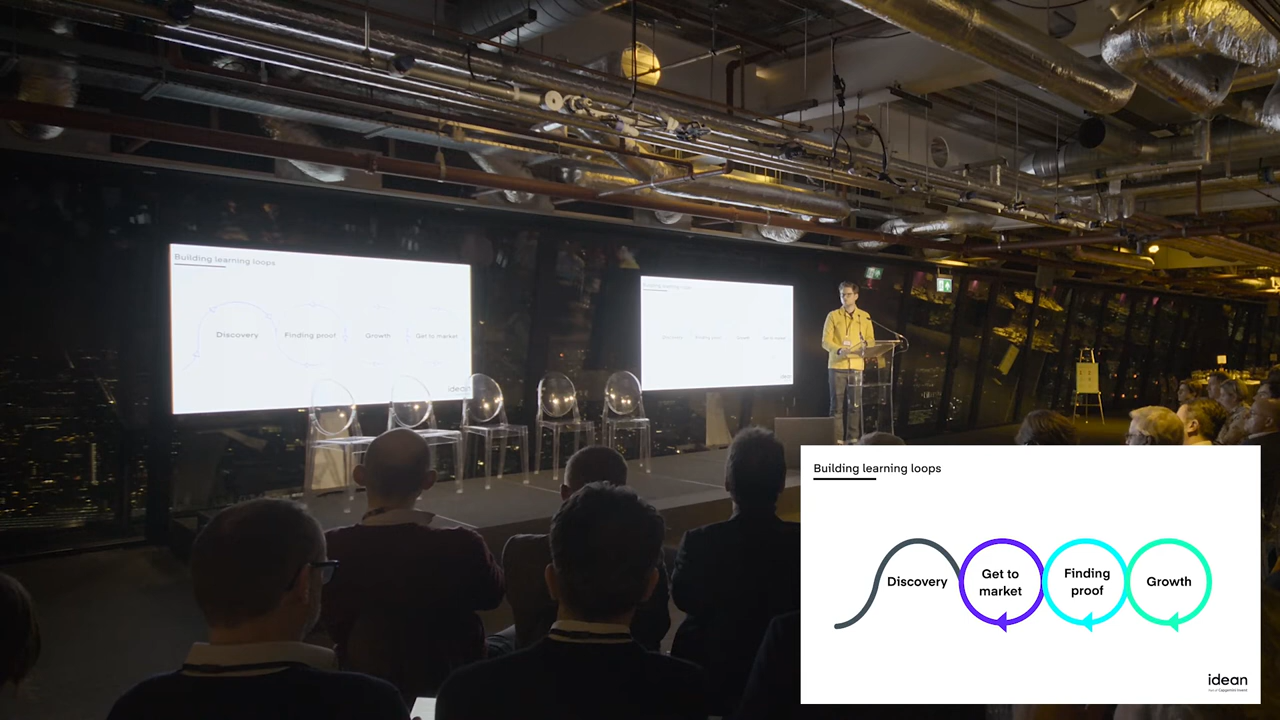 Building learning loops
Discovery
Finding proof
Growth
Get to market
idean
Building learning loops
Discovery
Get to
market
Finding
proof
Growth
idean